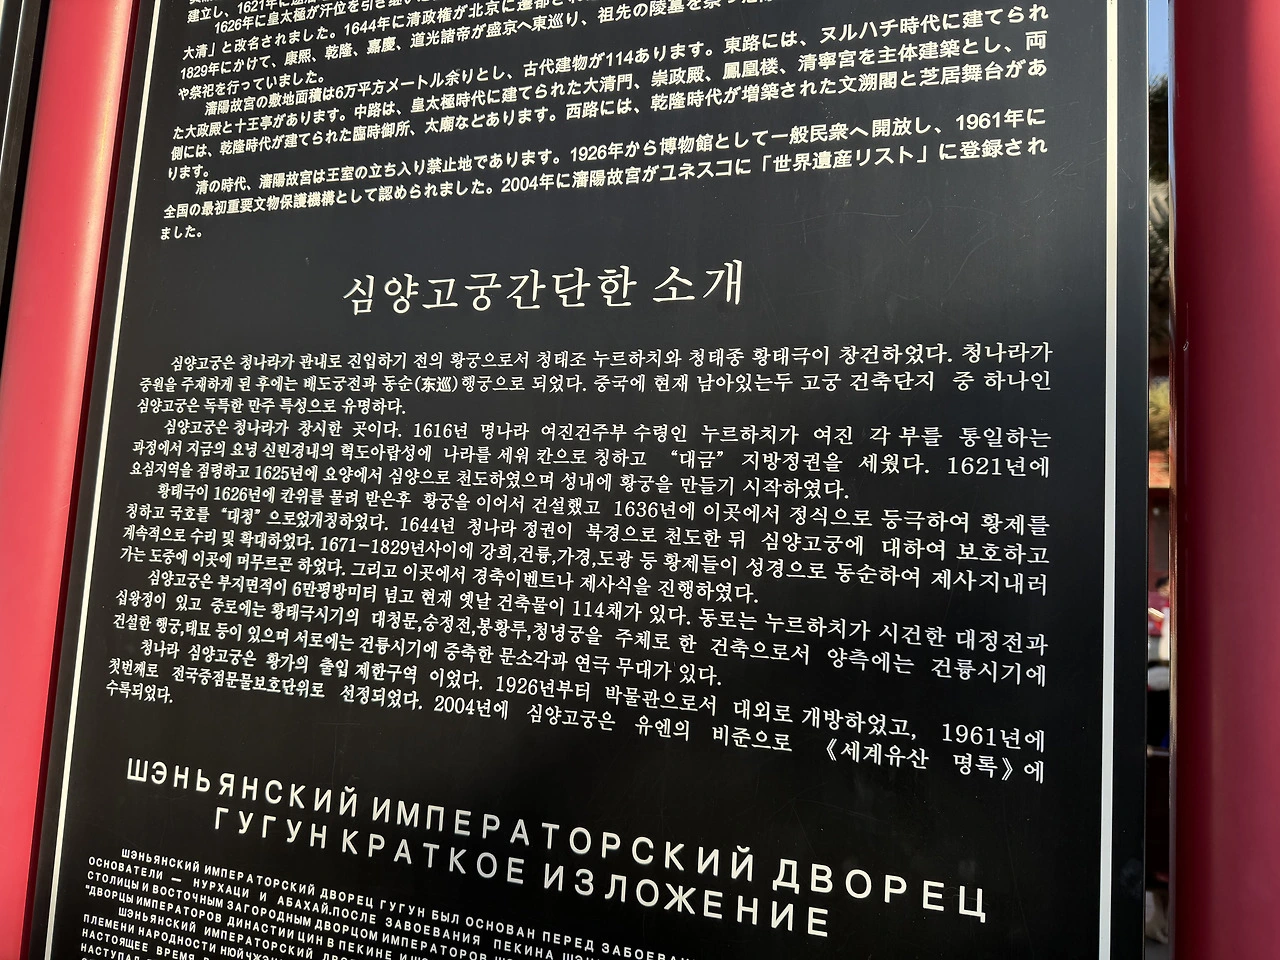 建立し、1621年に遼
1626年に皇太極が汗位を引き継い
大清」と改名されました。1644年に清政権が北京に遷都され
1829年にかけて、康熙、乾隆、嘉慶、道光諸帝が盛京へ東巡り、祖先の陵墓を祭っ
や祭祀を行っていました。
瀋陽故宮の敷地面積は6万平方メートル余りとし、古代建物が114あります。東路には、ヌルハチ時代に建てられ
た大政殿と十王亭があります。中路は、皇太極時代に建てられた大清門、崇政殿、鳳凰楼、清寧宮を主体建築とし、両
側には、乾隆時代が建てられた臨時御所、太廟などあります。西路には、乾隆時代が増築された文溯閣と芝居舞台があ
ります。
清の時代、瀋陽故宮は王室の立ち入り禁止地であります。1926年から博物館として一般民衆へ開放し、1961年に
全国の最初重要文物保護機構として認められました。2004年に瀋陽故宮がユネスコに「世界遺産リスト」に登録され
ました。
심양고궁간단한 소개
심양고궁은 청나라가 관내로 진입하기 전의 황궁으로서 청태조 누르하치와 청태종 황태극이 창건하였다. 청나라가
중원을 주재하게 된 후에는 배도궁전과 동순(东巡)행궁으로 되었다. 중국에 현재 남아있는두 고궁 건축단지 중 하나인
심양고궁은 독특한 만주 특성으로 유명하다.
심양고궁은 청나라가 창시한 곳이다. 1616년 명나라 여진건주부 수령인 누르하치가 여진 각 부를 통일하는
과정에서 지금의 요녕 신빈경내의 혁도아랍성에 나라를 세워 칸으로 칭하고 “대금” 지방정권을 세웠다. 1621년에
요심지역을 점령하고 1625년에 요양에서 심양으로 천도하였으며 성내에 황궁을 만들기 시작하였다.
황태극이 1626년에 칸위를 물려 받은후 황궁을 이어서 건설했고 1636년에 이곳에서 정식으로 등극하여 황제를
칭하고 국호를 “대청”으로었개칭하였다. 1644년 청나라 정권이 북경으로 천도한 뒤 심양고궁에 대하여 보호하고
계속적으로 수리 및 확대하였다. 1671-1829년사이에 강희,건륭,가경,도광 등 황제들이 성경으로 동순하여 제사지내러
가는 도중에 이곳에 머무르곤 하였다. 그리고 이곳에서 경축이벤트나 제사식을 진행하였다.
심양고궁은 부지면적이 6만평방미터 넘고 현재 옛날 건축물이 114채가 있다. 동로는 누르하치가 시건한 대정전과
십왕정이 있고 중로에는 황태극시기의 대청문,숭정전,봉황루,청녕궁을 주체로 한 건축으로서 양측에는 건륭시기에
건설한 행궁,태묘 등이 있으며 서로에는 건륭시기에 증축한 문소각과 연극 무대가 있다.
청나라 심양고궁은 황가의 출입 제한구역 이었다. 1926년부터 박물관으로서 대외로 개방하였고, 1961년에
첫번째로 전국중점문물보호단위로 선정되었다. 2004년에 심양고궁은 유엔의 비준으로 《세계유산 명록》에
수록되었다.
ШЭНЬЯНСКИЙ ИМПЕРАТОРСКИЙ ДВОРЕЦ
ГУГУН КРАТКОЕ ИЗЛОЖЕНИЕ
ШЭНЬЯНСКИЙ ИМПЕРАТОРСКИЙ ДВОРЕЦ ГУГУН БЫЛ ОСНОВАН ПЕРЕД ЗАБОЕВАН
ОСНОВАТЕЛИ — НУРХАЦИ И АБАХАЙ.ПОСЛЕ ЗАВОЕВАНИЯ ПЕКИНА
СТОЛИЦЫ И ВОСТОЧНЫМ ЗАГОРОДНЫМ ДВОРЦОМ ИМПЕРАТОРОВ
"ДВОРЦЫ ИМПЕРАТОРОВ ДИНАСТИИ ЦИН В ПЕКИНЕ И
ШЭНЬЯНСКИЙ ИМПЕРАТОРСКИЙ
ПЛЕМЕНИ НАРОДНОСТИ
НАСТОЯЩЕЕ ВРЕМЯ